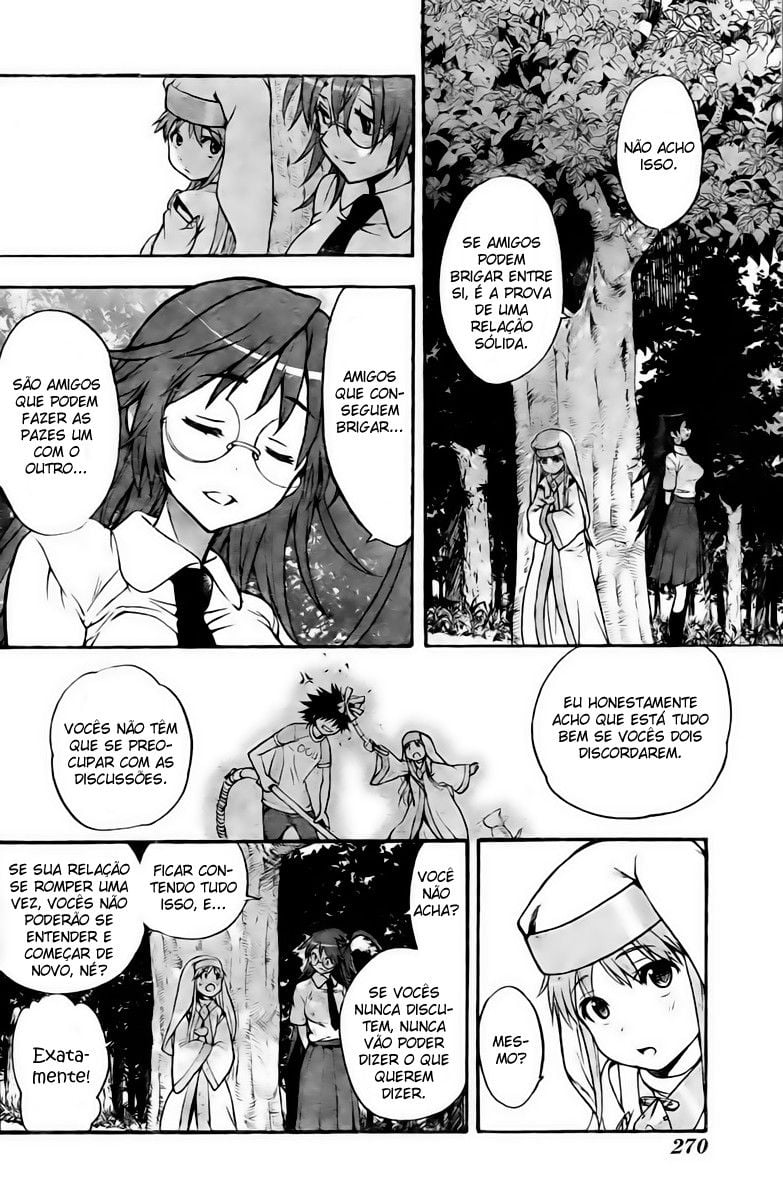 NÃO ACHO
ISSO.
SE AMIGOS
PODEM
BRIGAR ENTRE
SI, É A PROVA
DE UMA
RELAÇÃO
SÓLIDA.
AMIGOS
QUE CON-
SEGUEM
BRIGAR...
SÃO AMIGOS
QUE PODEM
FAZER AS
PAZES UM
COM O
OUTRO...
EU HONESTAMENTE
ACHO QUE ESTÁ TUDO
BEM SE VOCÊS DOIS
DISCORDAREM.
VOCÊS NÃO TÊM
QUE SE PREO-
CUPAR COM AS
DISCUSSÕES.
MES-
MO?
VOCÊ
NÃO
ACHA?
SE VOCÊS
NUNCA DISCU-
TEM, NUNCA
VÃO PODER
DIZER O QUE
QUEREM
DIZER.
FICAR CON-
TENDO TUDO
ISSO, E...
SE SUA RELAÇÃO
SE ROMPER UMA
VEZ, VOCÊS NÃO
PODERÃO SE
ENTENDER E
COMEÇAR DE
NOVO, NÉ?
Exata-
mente!
270